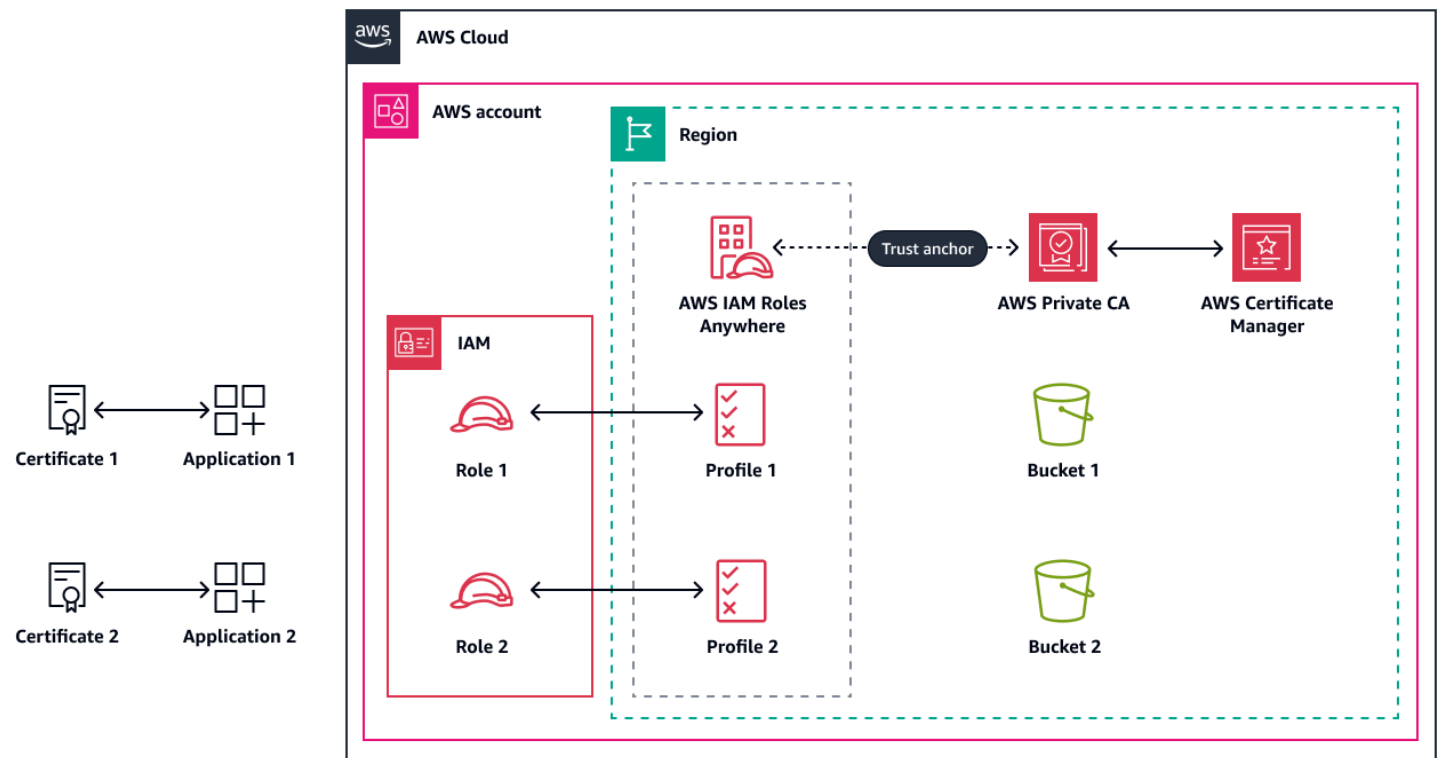 aws
AWS Cloud
AWS account
Region
Trust anchor
AWS IAM Roles
Anywhere
AWS Private CA
AWS Certificate
Manager
IAM
Certificate 1
Application 1
Role 1
Profile 1
Bucket 1
Certificate 2
Application 2
Role 2
Profile 2
Bucket 2